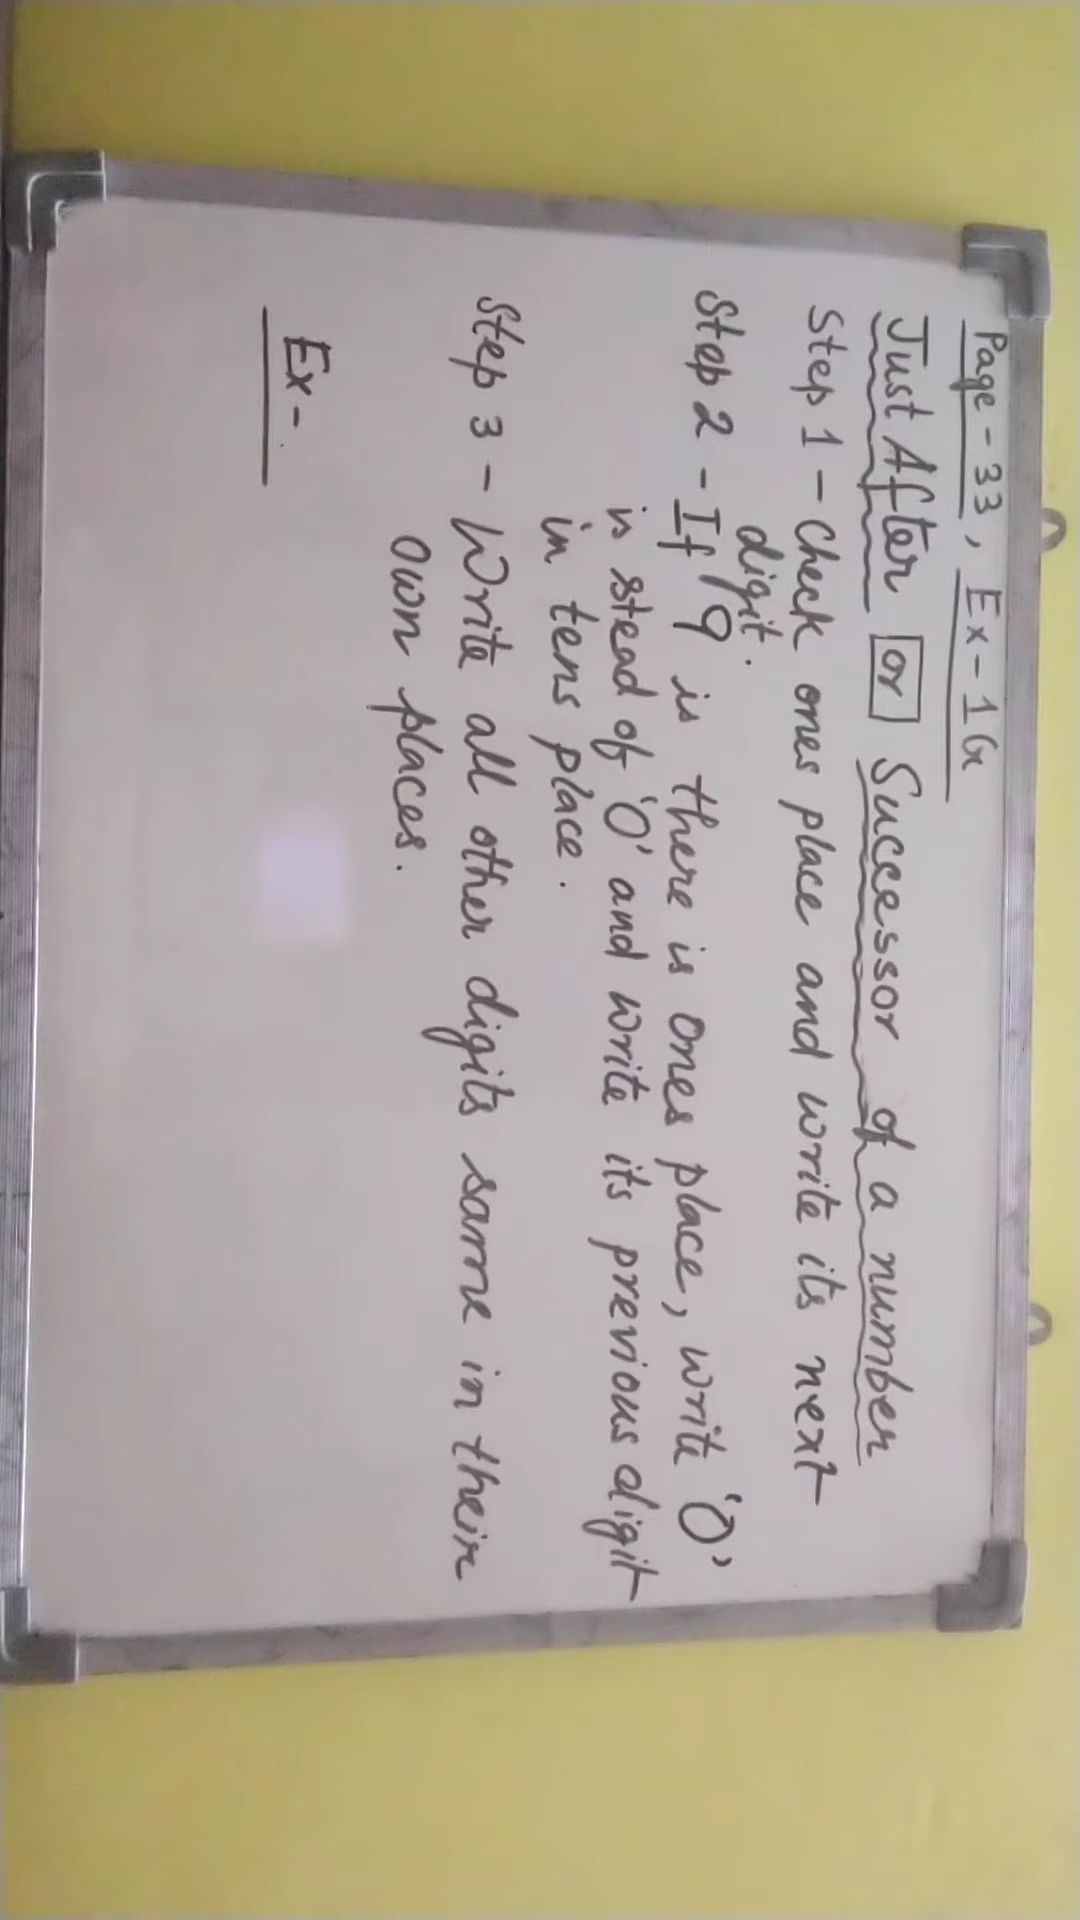 Page - 33, Ex - 1G
Just After or Successor of a number
Step 1 - Check ones place and write its next
digit.
Step 2 - If 9 is there is ones place, write '0'
is stead of '0' and write its previous digit
in tens place.
Step 3 - Write all other digits same in their
own places.
Ex -